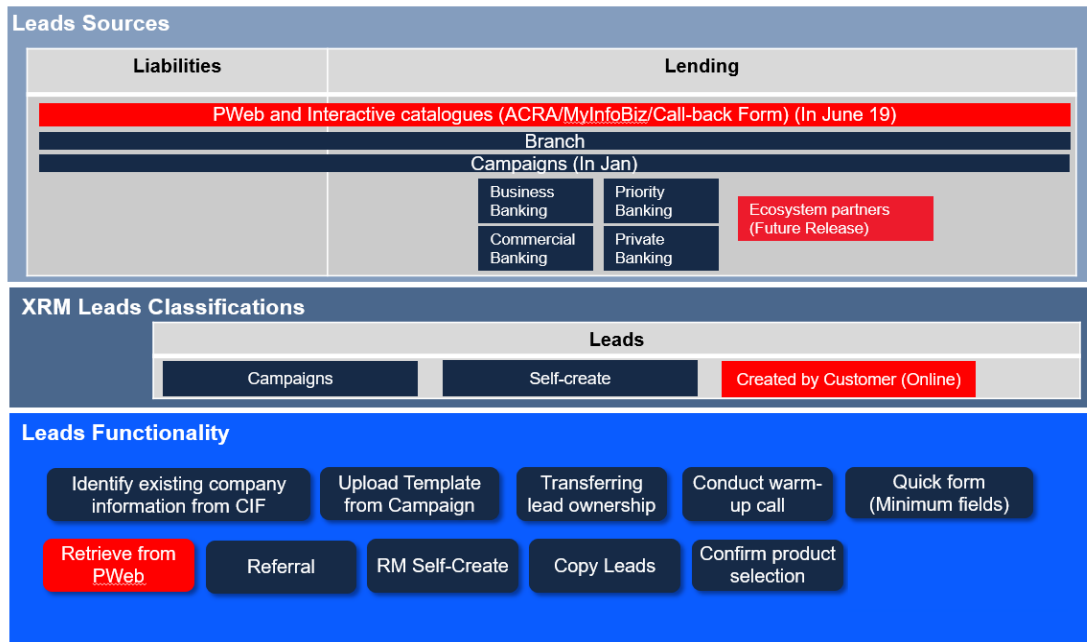 Leads Sources
Liabilities
Lending
PWeb and Interactive catalogues (ACRA/MyInfoBiz/Call-back Form) (In June 19)
Branch
Campaigns (In Jan)
Business
Banking
Priority
Banking
Commercial
Banking
Private
Banking
Ecosystem partners
(Future Release)
XRM Leads Classifications
Leads
Campaigns
Self-create
Created by Customer (Online)
Leads Functionality
Identify existing company
information from CIF
Upload Template
from Campaign
Transferring
lead ownership
Conduct warm-
up call
Quick form
(Minimum fields)
Retrieve from
PWeb
Referral
RM Self-Create
Copy Leads
Confirm product
selection